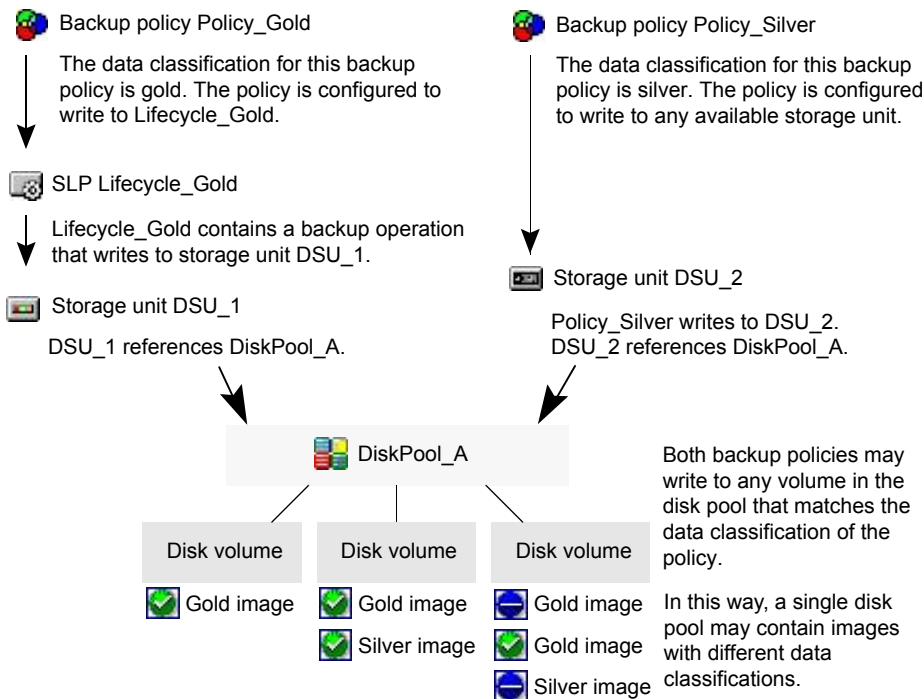 Backup policy Policy_Gold
The data classification for this backup
policy is gold. The policy is configured to
write to Lifecycle_Gold.
SLP Lifecycle_Gold
Lifecycle_Gold contains a backup operation
that writes to storage unit DSU_1.
Storage unit DSU_1
DSU_1 references DiskPool_A.
Backup policy Policy_Silver
The data classification for this backup
policy is silver. The policy is configured
to write to any available storage unit.
Storage unit DSU_2
Policy_Silver writes to DSU_2.
DSU_2 references DiskPool_A.
DiskPool_A
Disk volume
Gold image
Disk volume
Gold image
Silver image
Disk volume
Gold image
Gold image
Silver image
Both backup policies may
write to any volume in the
disk pool that matches the
data classification of the
policy.
In this way, a single disk
pool may contain images
with different data
classifications.